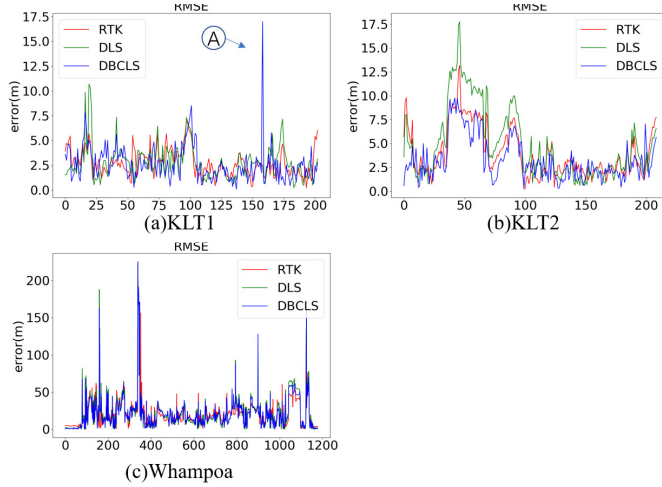 RMSE
RMSE
17.5
15.0
12.5
10.0
7.5
5.0
2.5
0.0
error(m)
A
RTK
DLS
DBCLS
0 25 50 75 100 125 150 175 200
(a)KLT1
17.5
15.0
12.5
10.0
7.5
5.0
2.5
0.0
error(m)
RTK
DLS
DBCLS
0 50 100 150 200
(b)KLT2
RMSE
200
150
100
50
0
error(m)
RTK
DLS
DBCLS
0 200 400 600 800 1000 1200
(c)Whampoa